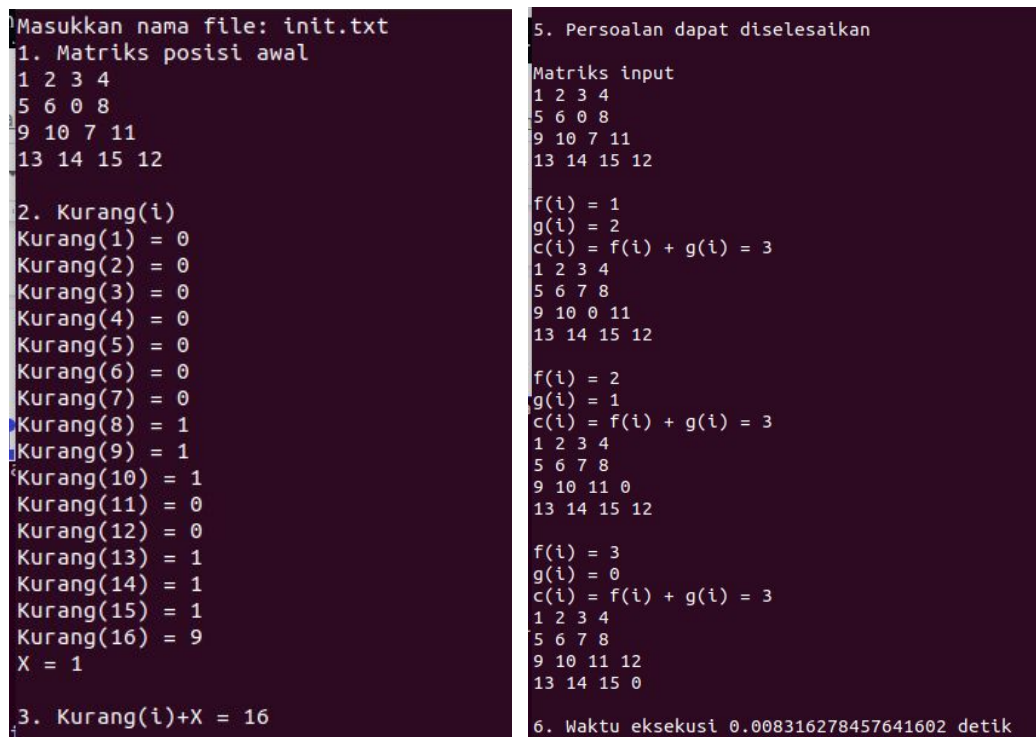 Masukkan nama file: init.txt
1. Matriks posisi awal
1 2 3 4
5 6 0 8
9 10 7 11
13 14 15 12
2. Kurang(i)
Kurang(1) = 0
Kurang(2) = 0
Kurang(3) = 0
Kurang(4) = 0
Kurang(5) = 0
Kurang(6) = 0
Kurang(7) = 0
Kurang(8) = 1
Kurang(9) = 1
Kurang(10) = 1
Kurang(11) = 0
Kurang(12) = 0
Kurang(13) = 1
Kurang(14) = 1
Kurang(15) = 1
Kurang(16) = 9
X = 1
3. Kurang(i)+X = 16
5. Persoalan dapat diselesaikan
Matriks input
1 2 3 4
5 6 0 8
9 10 7 11
13 14 15 12
f(i) = 1
g(i) = 2
c(i) = f(i) + g(i) = 3
1 2 3 4
5 6 7 8
9 10 0 11
13 14 15 12
f(i) = 2
g(i) = 1
c(i) = f(i) + g(i) = 3
1 2 3 4
5 6 7 8
9 10 11 0
13 14 15 12
f(i) = 3
g(i) = 0
c(i) = f(i) + g(i) = 3
1 2 3 4
5 6 7 8
9 10 11 12
13 14 15 0
6. Waktu eksekusi 0.008316278457641602 detik